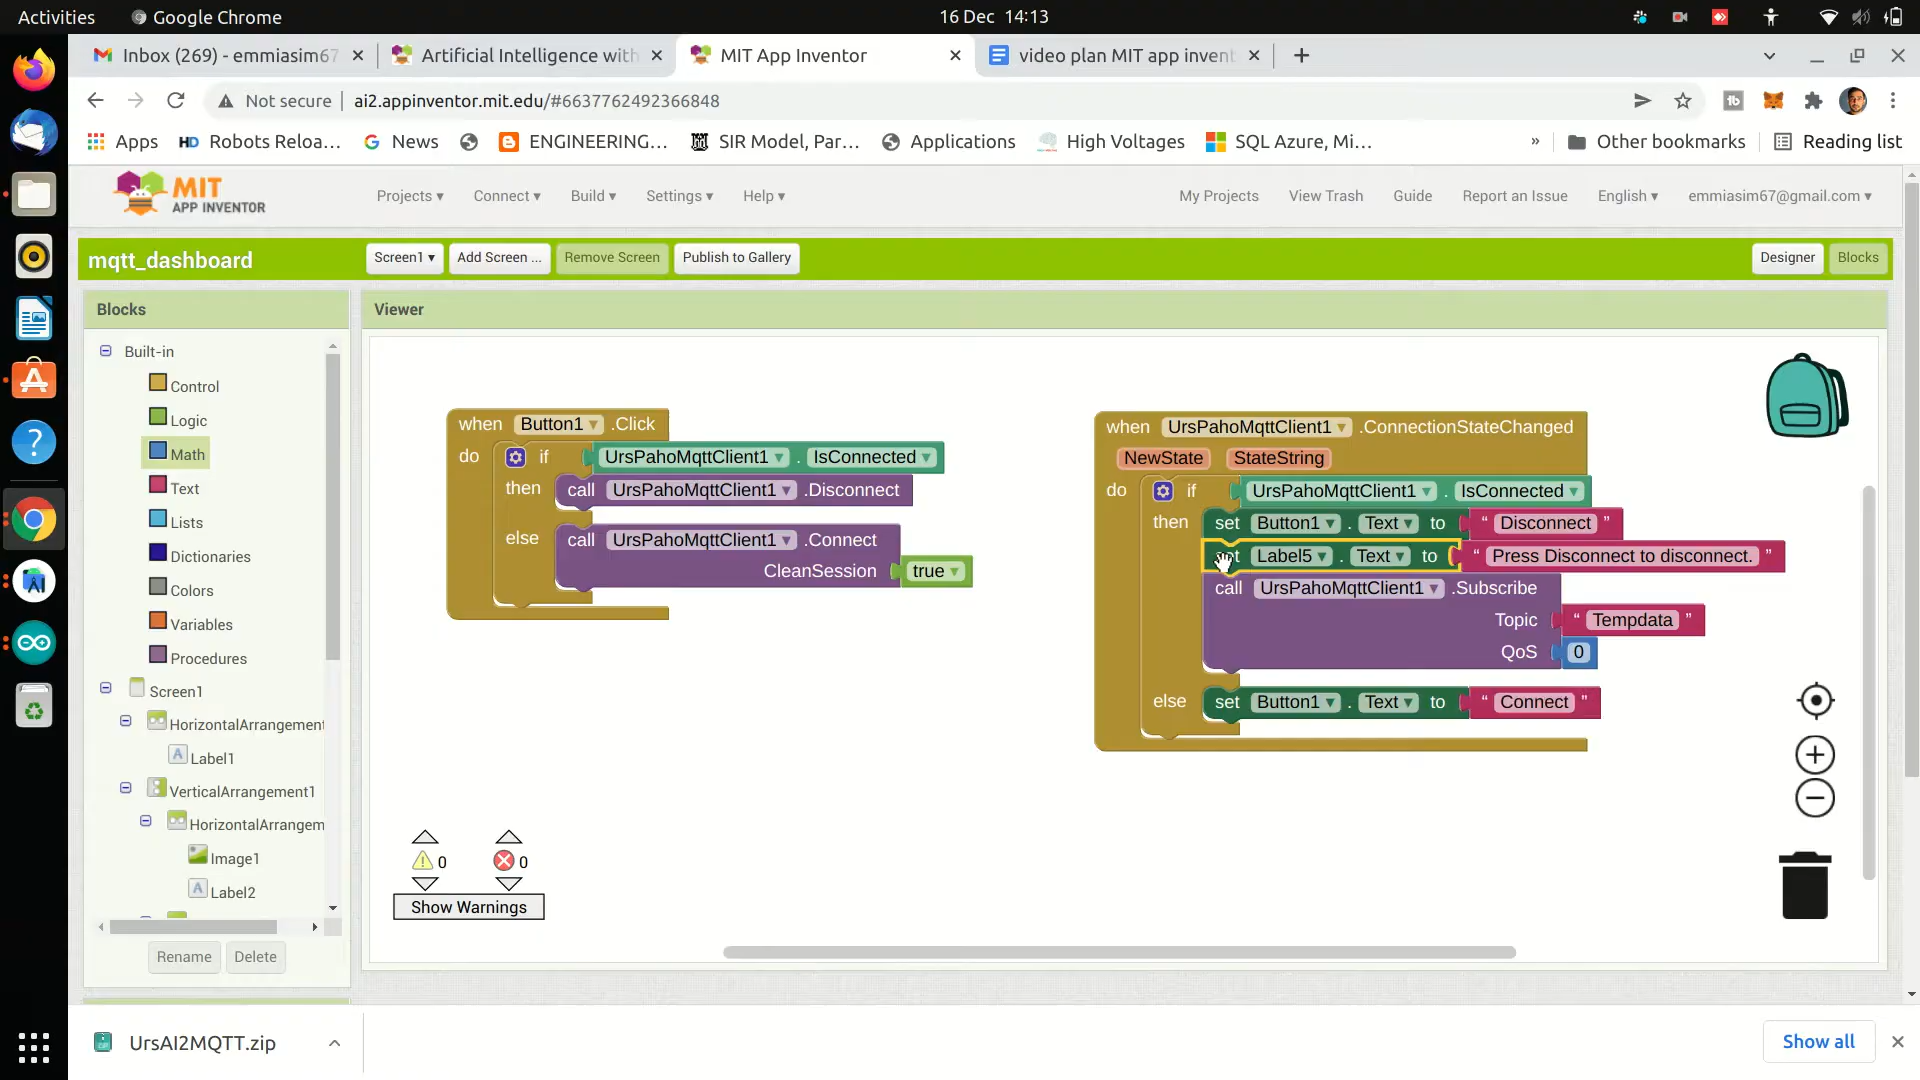 Activities
Google Chrome
16 Dec 14:13
Inbox (269) - emmiasim67
Artificial Intelligence with
MIT App Inventor
video plan MIT app invent
Not secure
ai2.appinventor.mit.edu/#6637762492366848
Apps
HD Robots Reloa...
News
ENGINEERING...
SIR Model, Par...
Applications
High Voltages
SQL Azure, Mi...
»
Other bookmarks
Reading list
MIT
APP INVENTOR
Projects ▾
Connect ▾
Build ▾
Settings ▾
Help ▾
My Projects
View Trash
Guide
Report an Issue
English ▾
emmiasim67@gmail.com ▾
mqtt_dashboard
Screen1 ▾
Add Screen ...
Remove Screen
Publish to Gallery
Designer
Blocks
Blocks
Viewer
Built-in
Control
Logic
Math
Text
Lists
Dictionaries
Colors
Variables
Procedures
Screen1
HorizontalArrangement
Label1
VerticalArrangement1
HorizontalArrangem
Image1
Label2
Rename
Delete
when Button1 ▾ .Click
do if UrsPahoMqttClient1 ▾ . IsConnected ▾
then call UrsPahoMqttClient1 ▾ .Disconnect
else call UrsPahoMqttClient1 ▾ .Connect
CleanSession true ▾
when UrsPahoMqttClient1 ▾ .ConnectionStateChanged
NewState StateString
do if UrsPahoMqttClient1 ▾ . IsConnected ▾
then set Button1 ▾ . Text ▾ to “ Disconnect ”
Label5 ▾ . Text ▾ to “ Press Disconnect to disconnect. ”
call UrsPahoMqttClient1 ▾ .Subscribe
Topic “ Tempdata ”
QoS 0
else set Button1 ▾ . Text ▾ to “ Connect ”
0
0
Show Warnings
UrsAI2MQTT.zip
Show all